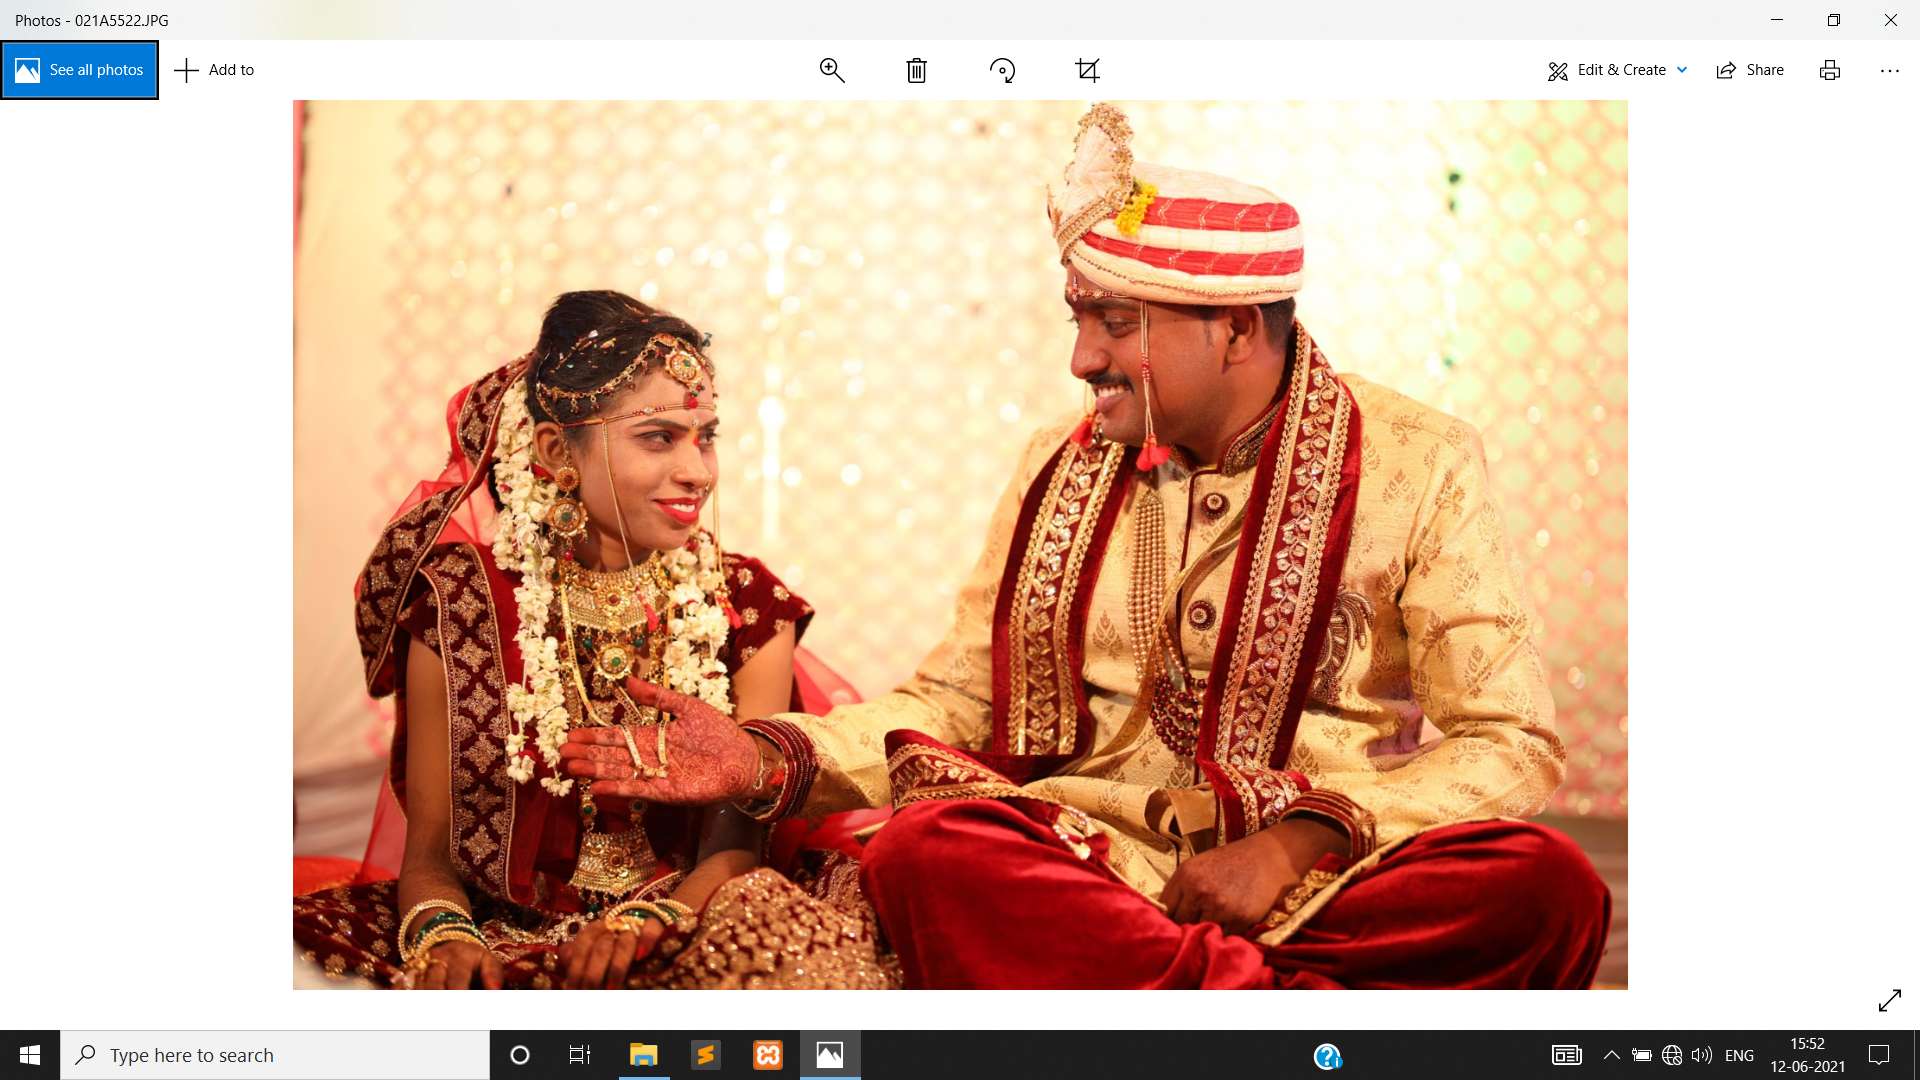 Photos - 021A5522.JPG
See all photos
Add to
Edit & Create
Share
Type here to search
ENG
15:52
12-06-2021